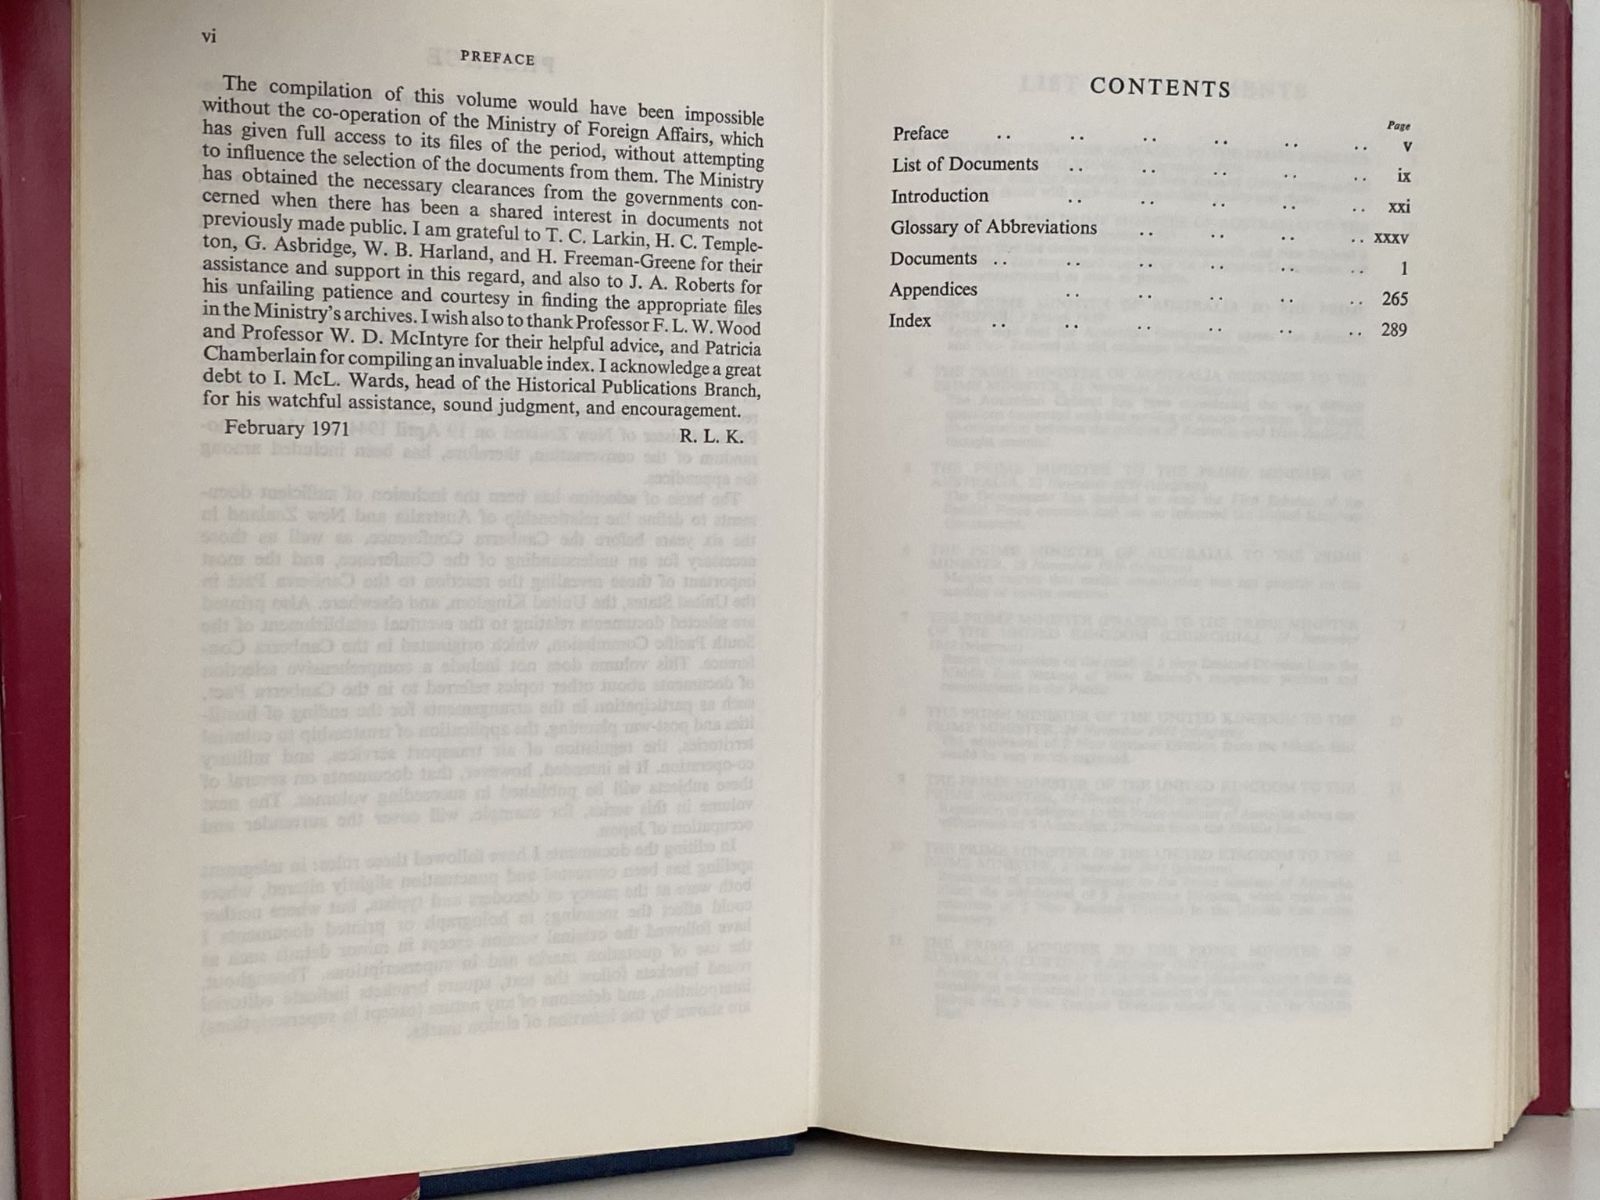 vi
PREFACE
The compilation of this volume would have been impossible
without the co-operation of the Ministry of Foreign Affairs, which
has given full access to its files of the period, without attempting
to influence the selection of the documents from them. The Ministry
has obtained the necessary clearances from the governments con-
cerned when there has been a shared interest in documents not
previously made public. I am grateful to T. C. Larkin, H. C. Temple-
ton, G. Asbridge, W. B. Harland, and H. Freeman-Greene for their
assistance and support in this regard, and also to J. A. Roberts for
his unfailing patience and courtesy in finding the appropriate files
in the Ministry's archives. I wish also to thank Professor F. L. W. Wood
and Professor W. D. McIntyre for their helpful advice, and Patricia
Chamberlain for compiling an invaluable index. I acknowledge a great
debt to I. McL. Wards, head of the Historical Publications Branch,
for his watchful assistance, sound judgment, and encouragement.
February 1971 R. L. K.
CONTENTS
Page
Preface .. .. .. .. .. .. v
List of Documents .. .. .. .. .. ix
Introduction .. .. .. .. .. xxi
Glossary of Abbreviations .. .. .. .. xxxv
Documents .. .. .. .. .. .. 1
Appendices .. .. .. .. .. 265
Index .. .. .. .. .. .. 289